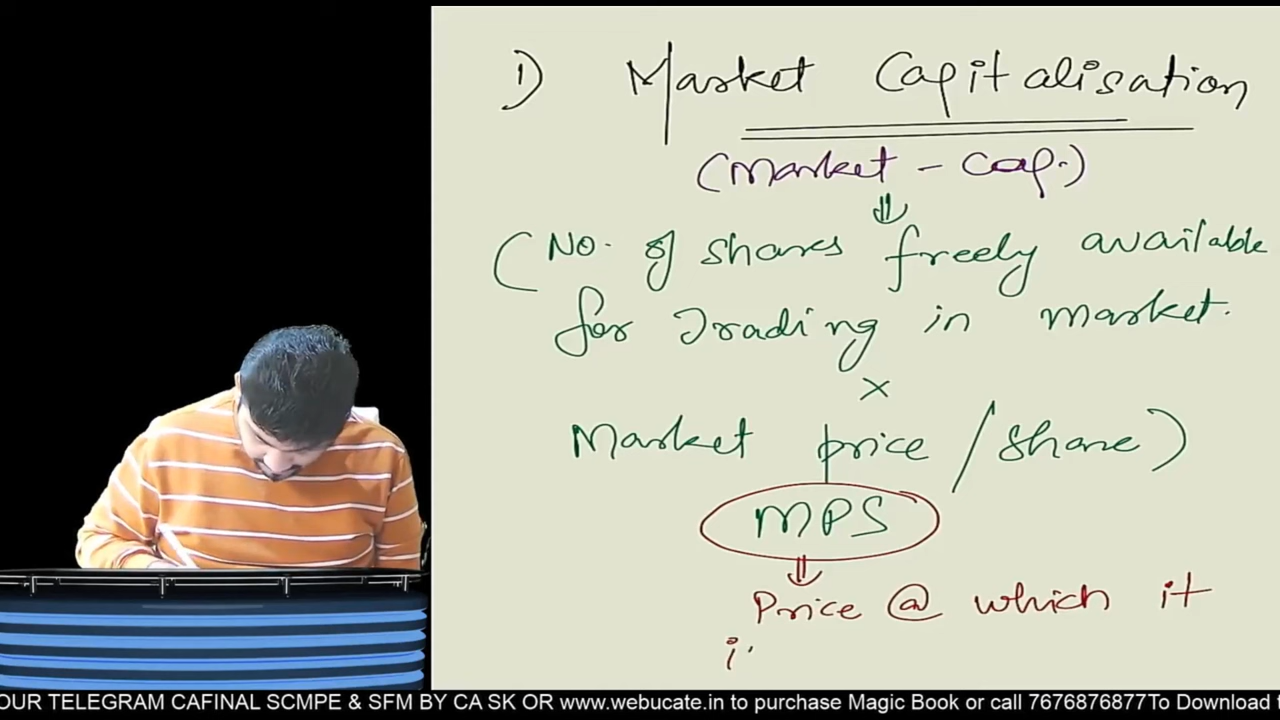 1) Market Capitalisation
(Market - Cap.)
(No. of shares freely available
for Trading in market.
×
Market price / share)
MPS
Price @ which it
i
OUR TELEGRAM CAFINAL SCMPE & SFM BY CA SK OR www.webucate.in to purchase Magic Book or call 7676876877To Download